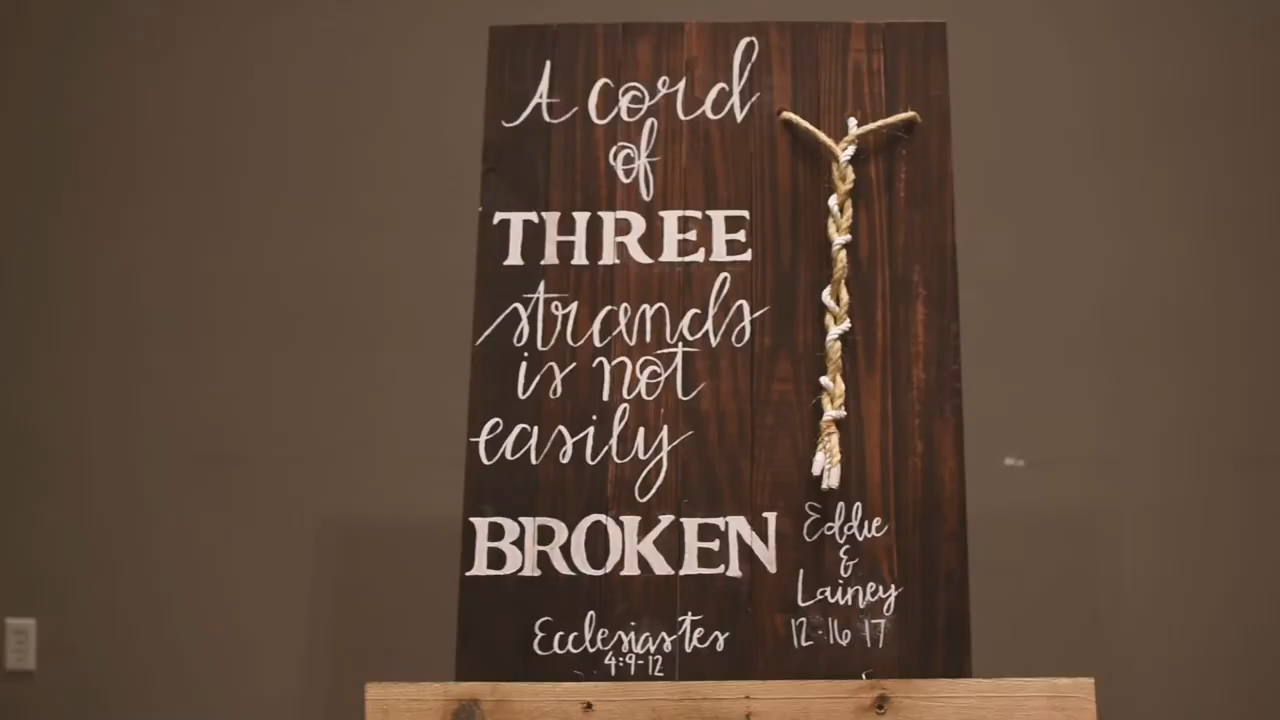 A cord
of
THREE
strands
is not
easily
BROKEN
Ecclesiastes
4:9-12
Eddie
&
Lainey
12·16 17